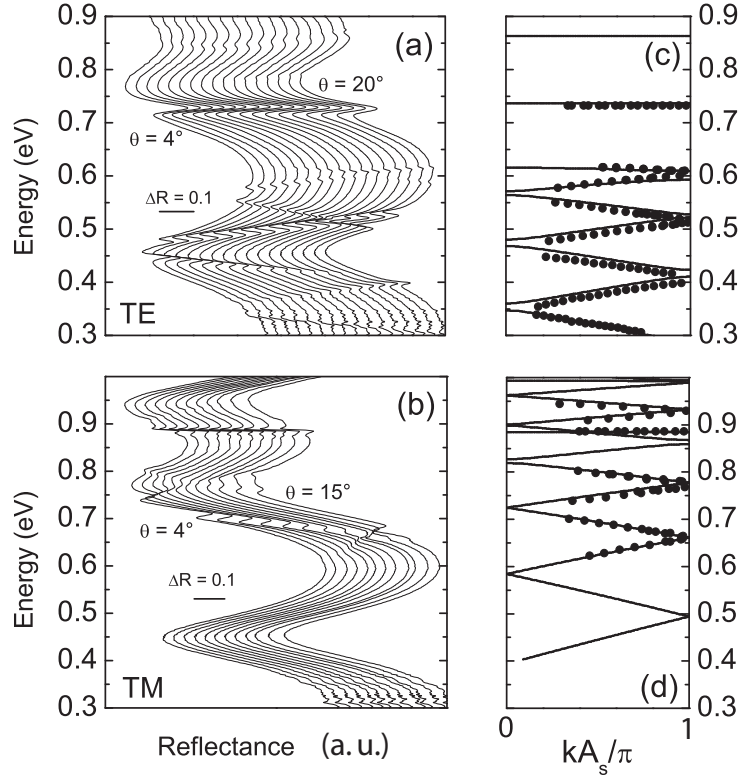 (a)
(c)
0.9
0.8
0.7
0.6
0.5
0.4
0.3
Energy (eV)
θ = 20°
θ = 4°
ΔR = 0.1
TE
0.9
0.8
0.7
0.6
0.5
0.4
0.3
(b)
(d)
0.9
0.8
0.7
0.6
0.5
0.4
0.3
Energy (eV)
θ = 15°
θ = 4°
ΔR = 0.1
TM
0.9
0.8
0.7
0.6
0.5
0.4
0.3
0
1
Reflectance (a. u.)
kAₛ/π